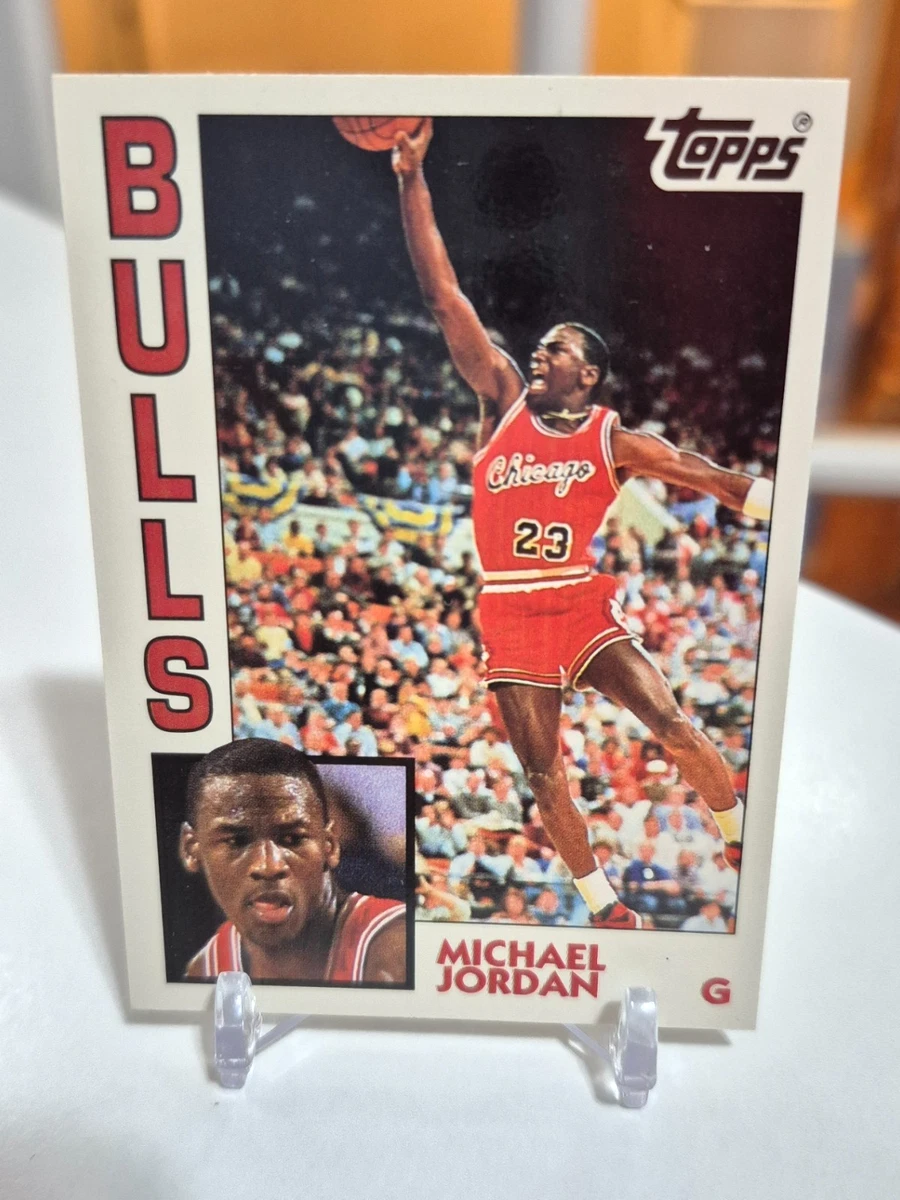 BULLS
Topps®
Chicago
23
MICHAEL
JORDAN
G